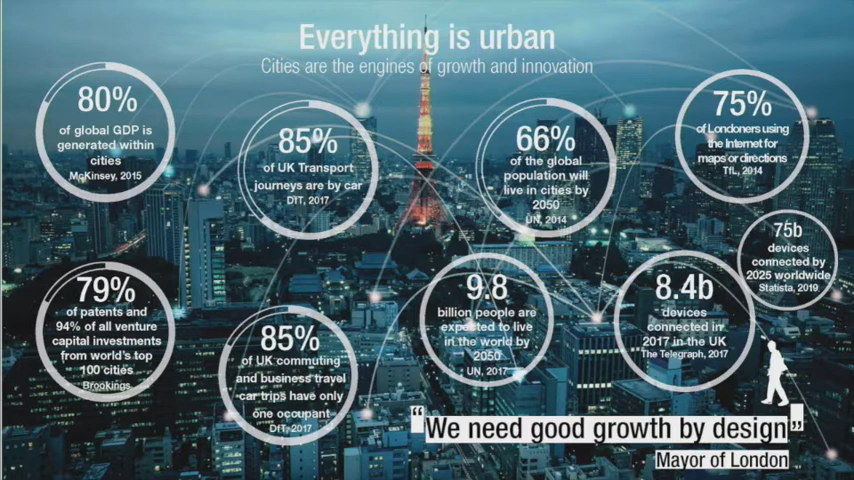 Everything is urban
Cities are the engines of growth and innovation
80%
of global GDP is
generated within
cities
McKinsey, 2015
85%
of UK Transport
journeys are by car
DfT, 2017
66%
of the global
population will
live in cities by
2050
UN, 2014
75%
of Londoners using
the Internet for
maps or directions
TfL, 2014
75b
devices
connected by
2025 worldwide
Statista, 2019
79%
of patents and
94% of all venture
capital investments
from world's top
100 cities
Brookings
85%
of UK commuting
and business travel
car trips have only
one occupant
DfT, 2017
9.8
billion people are
expected to live
in the world by
2050
UN, 2017
8.4b
devices
connected in
2017 in the UK
The Telegraph, 2017
"We need good growth by design"
Mayor of London